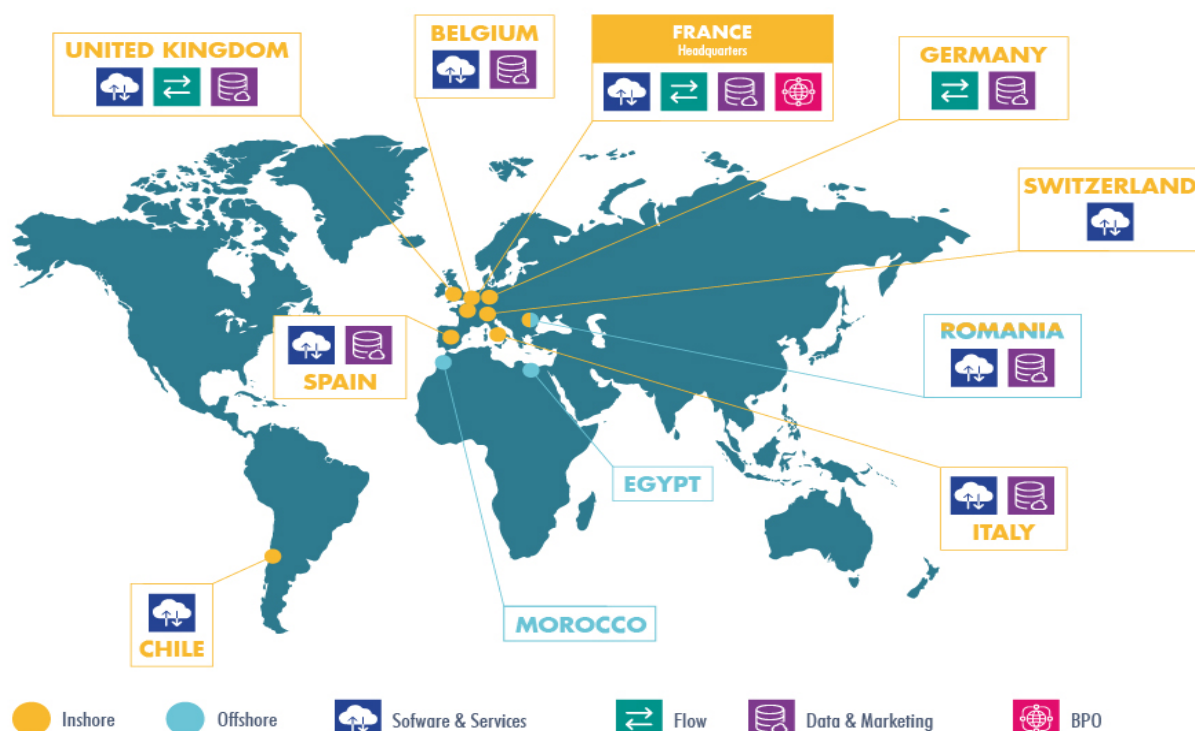 UNITED KINGDOM
BELGIUM
FRANCE
Headquarters
GERMANY
SWITZERLAND
SPAIN
ROMANIA
EGYPT
ITALY
MOROCCO
CHILE
Inshore
Offshore
Sofware & Services
Flow
Data & Marketing
BPO